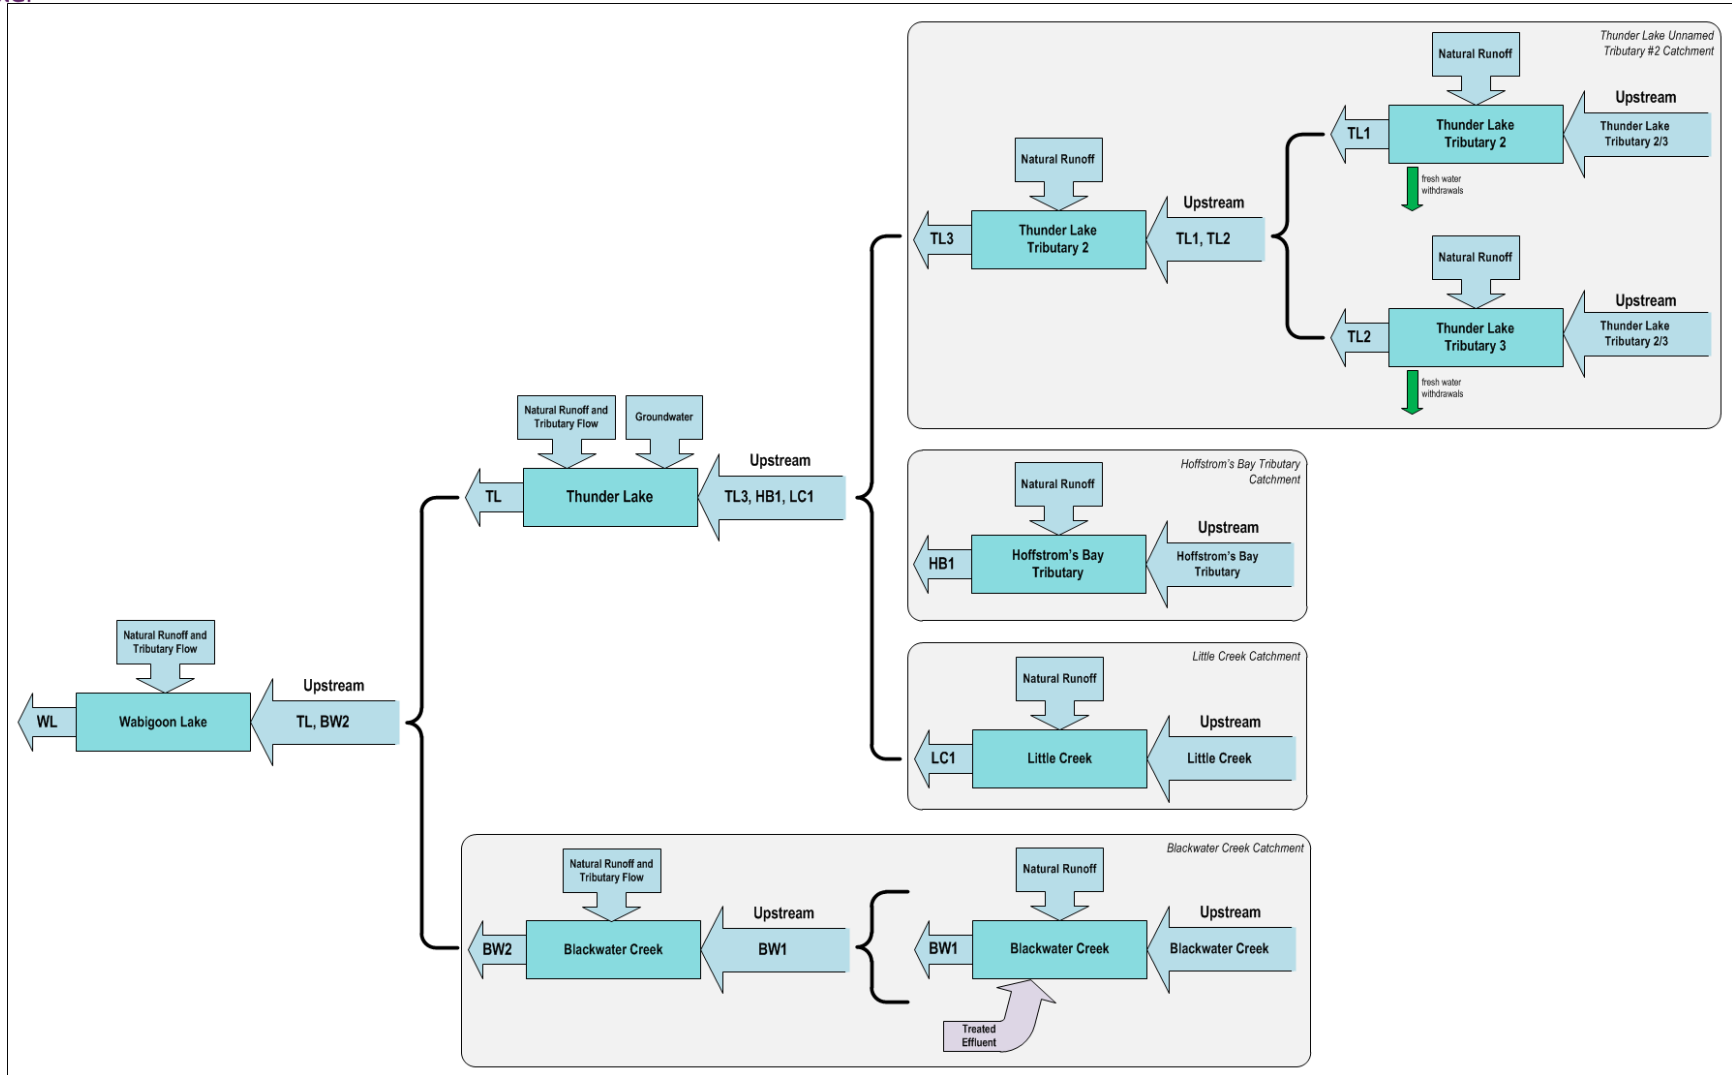 Thunder Lake Unnamed
Tributary #2 Catchment
Natural Runoff
Upstream
TL1
Thunder Lake
Tributary 2
Thunder Lake
Tributary 2/3
fresh water
withdrawals
Natural Runoff
Upstream
TL3
Thunder Lake
Tributary 2
TL1, TL2
Natural Runoff
Upstream
TL2
Thunder Lake
Tributary 3
Thunder Lake
Tributary 2/3
fresh water
withdrawals
Natural Runoff and
Tributary Flow
Groundwater
Upstream
TL
Thunder Lake
TL3, HB1, LC1
Hoffstrom's Bay Tributary
Catchment
Natural Runoff
Upstream
HB1
Hoffstrom's Bay
Tributary
Hoffstrom's Bay
Tributary
Natural Runoff and
Tributary Flow
Upstream
WL
Wabigoon Lake
TL, BW2
Little Creek Catchment
Natural Runoff
Upstream
LC1
Little Creek
Little Creek
Blackwater Creek Catchment
Natural Runoff and
Tributary Flow
Upstream
BW2
Blackwater Creek
BW1
Natural Runoff
Upstream
BW1
Blackwater Creek
Blackwater Creek
Treated
Effluent